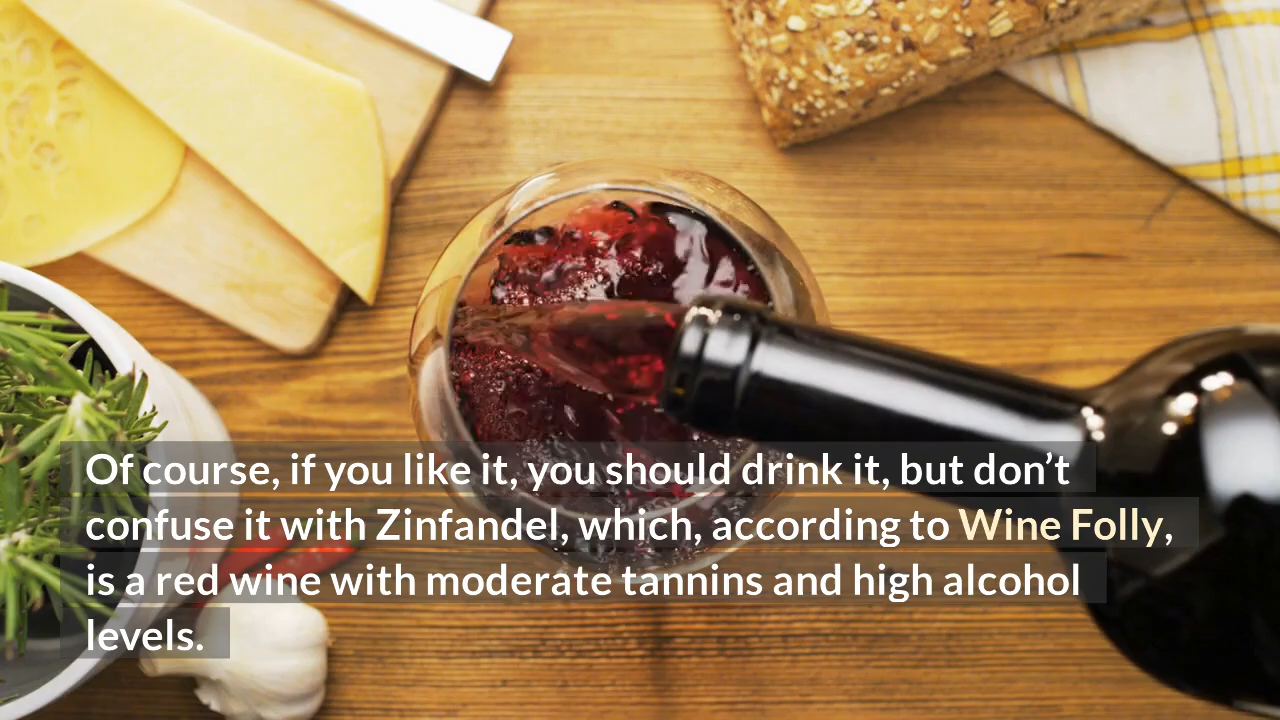 Of course, if you like it, you should drink it, but don’t
confuse it with Zinfandel, which, according to Wine Folly,
is a red wine with moderate tannins and high alcohol
levels.